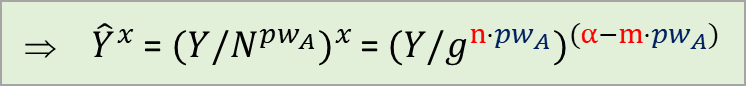 ⇒ Ŷ^x = (Y/N^{pw_A})^x = (Y/g^{n·pw_A})^{(α−m·pw_A)}